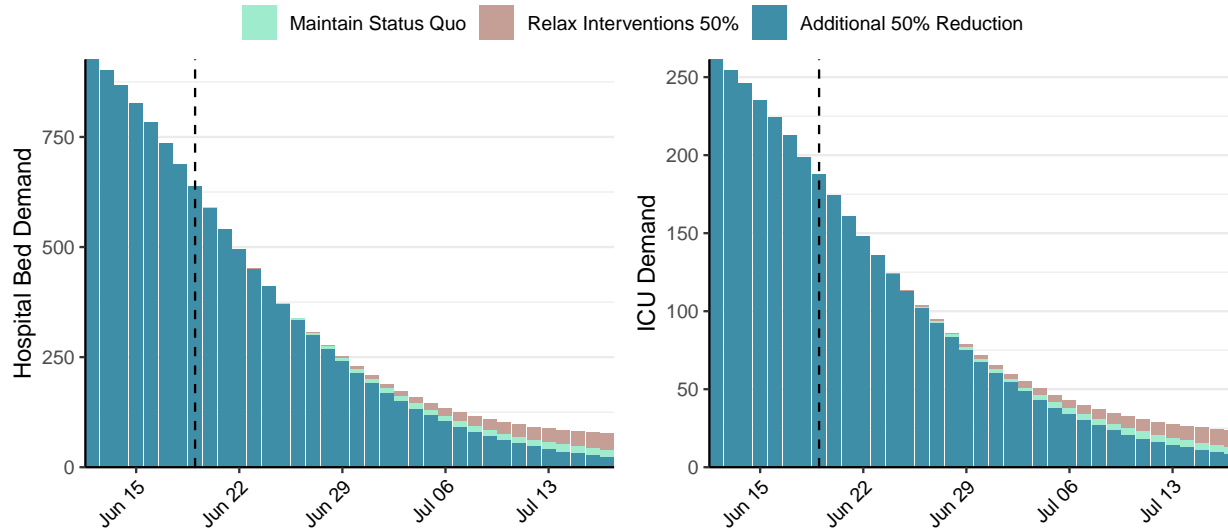 Maintain Status Quo Relax Interventions 50% Additional 50% Reduction
Hospital Bed Demand
750
500
250
0
Jun 15 Jun 22 Jun 29 Jul 06 Jul 13
ICU Demand
250
200
150
100
50
0
Jun 15 Jun 22 Jun 29 Jul 06 Jul 13